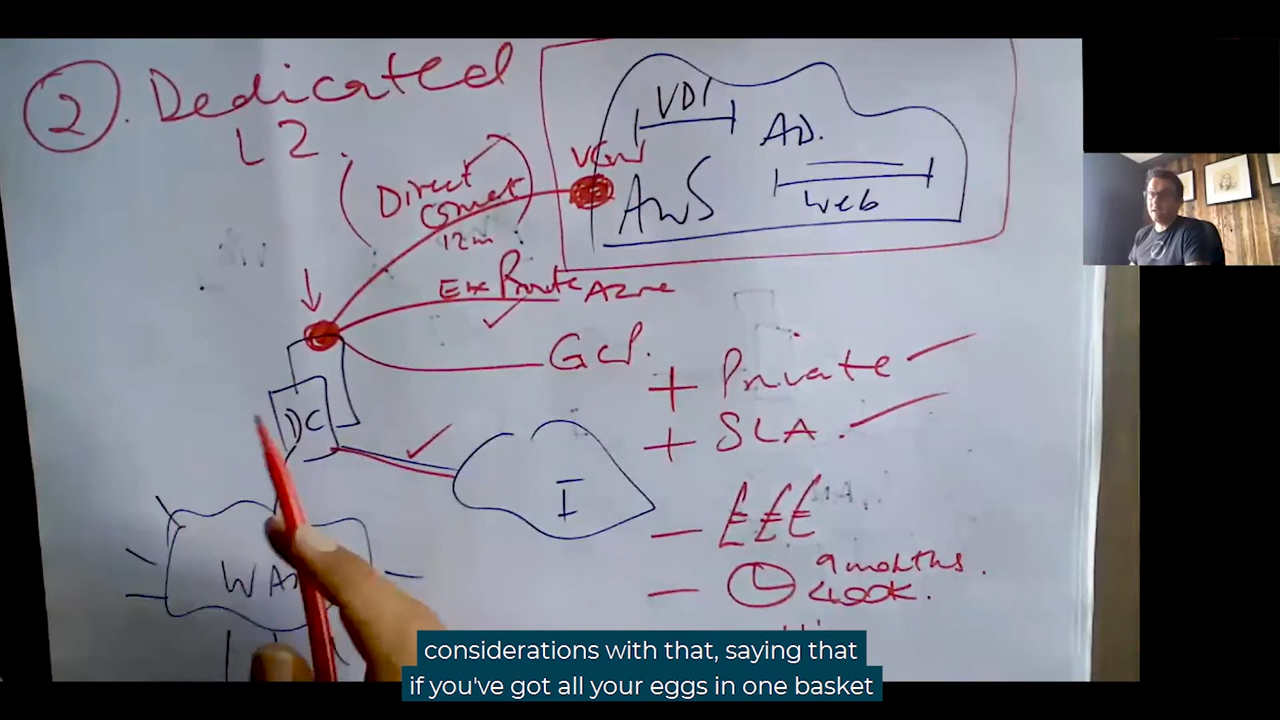 2. Dedicated
L2.
VDI
AD.
VGW
AWS
Web
Direct
Connect
12m
Ex Route Azure
GCP.
DC
I
WAN
+ Private ✓
+ SLA. ✓
- £££
- 9 months.
400K.
considerations with that, saying that
if you've got all your eggs in one basket